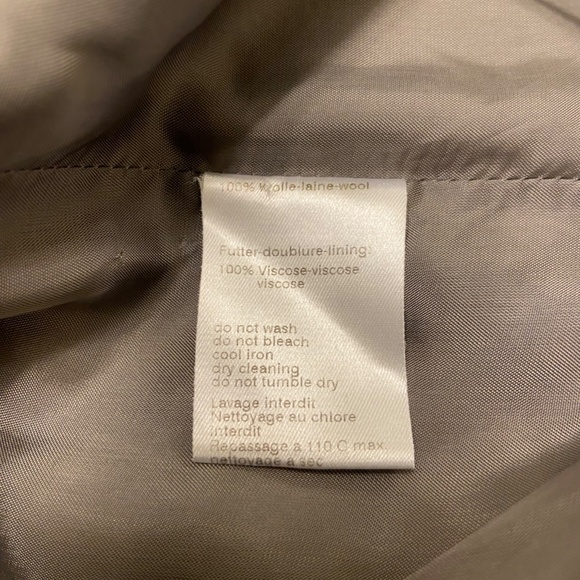 100% Wolle-laine-wool
Futter-doublure-lining:
100% Viscose-viscose
viscose
do not wash
do not bleach
cool iron
dry cleaning
do not tumble dry
Lavage interdit
Nettoyage au chlore
interdit
Repassage a 110 C max
nettoyage a sec